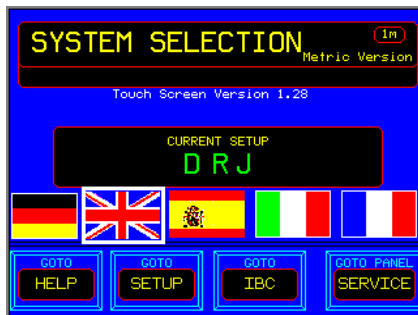 SYSTEM SELECTION
1m
Metric Version
Touch Screen Version 1.28
CURRENT SETUP
D R J
GOTO
HELP
GOTO
SETUP
GOTO
IBC
GOTO PANEL
SERVICE